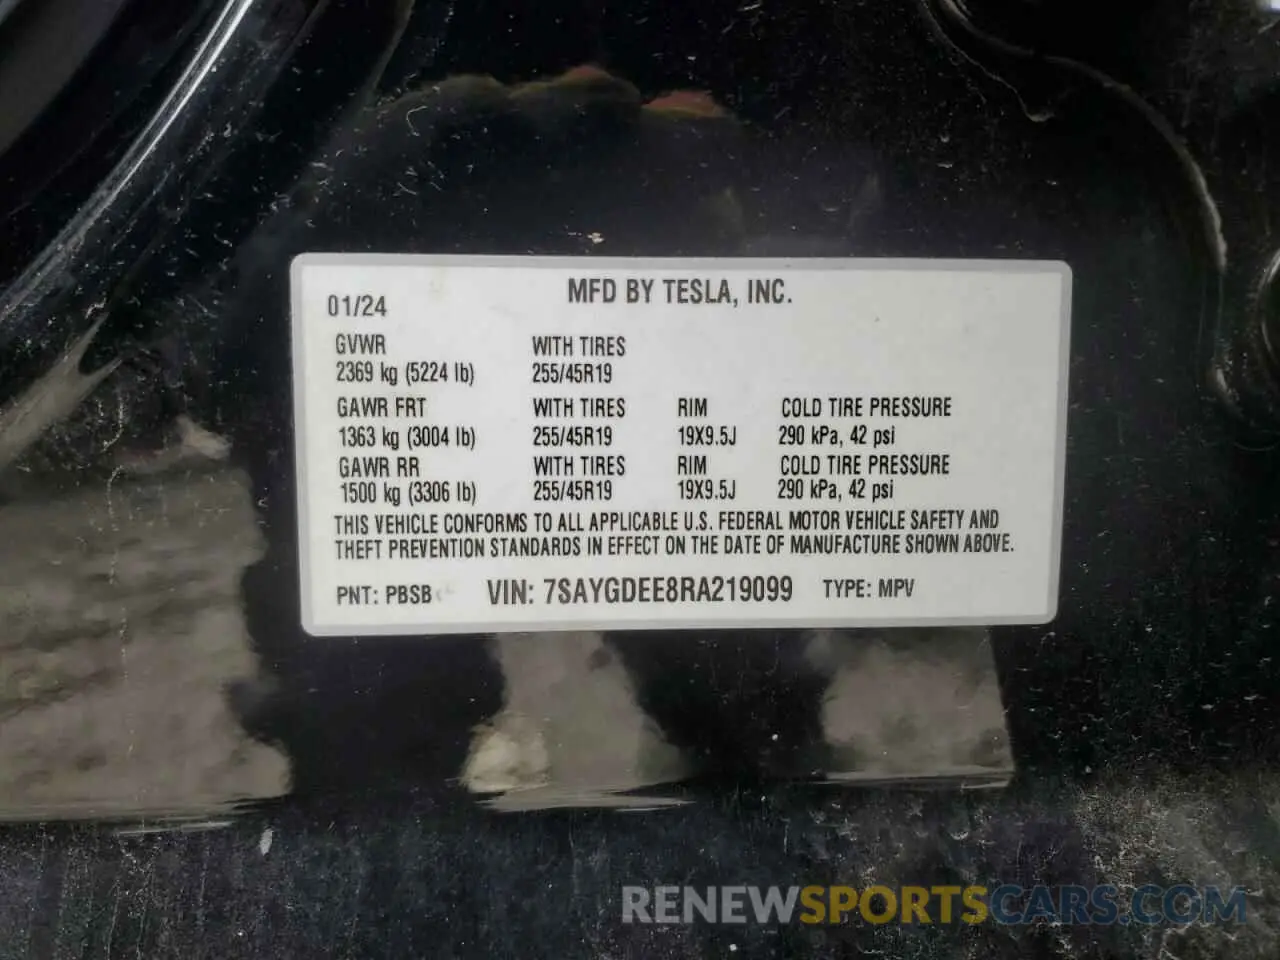 MFD BY TESLA, INC.
01/24
GVWR WITH TIRES
2369 kg (5224 lb) 255/45R19
GAWR FRT WITH TIRES RIM COLD TIRE PRESSURE
1363 kg (3004 lb) 255/45R19 19X9.5J 290 kPa, 42 psi
GAWR RR WITH TIRES RIM COLD TIRE PRESSURE
1500 kg (3306 lb) 255/45R19 19X9.5J 290 kPa, 42 psi
THIS VEHICLE CONFORMS TO ALL APPLICABLE U.S. FEDERAL MOTOR VEHICLE SAFETY AND
THEFT PREVENTION STANDARDS IN EFFECT ON THE DATE OF MANUFACTURE SHOWN ABOVE.
PNT: PBSB VIN: 7SAYGDEE8RA219099 TYPE: MPV
RENEWSPORTSCARS.COM